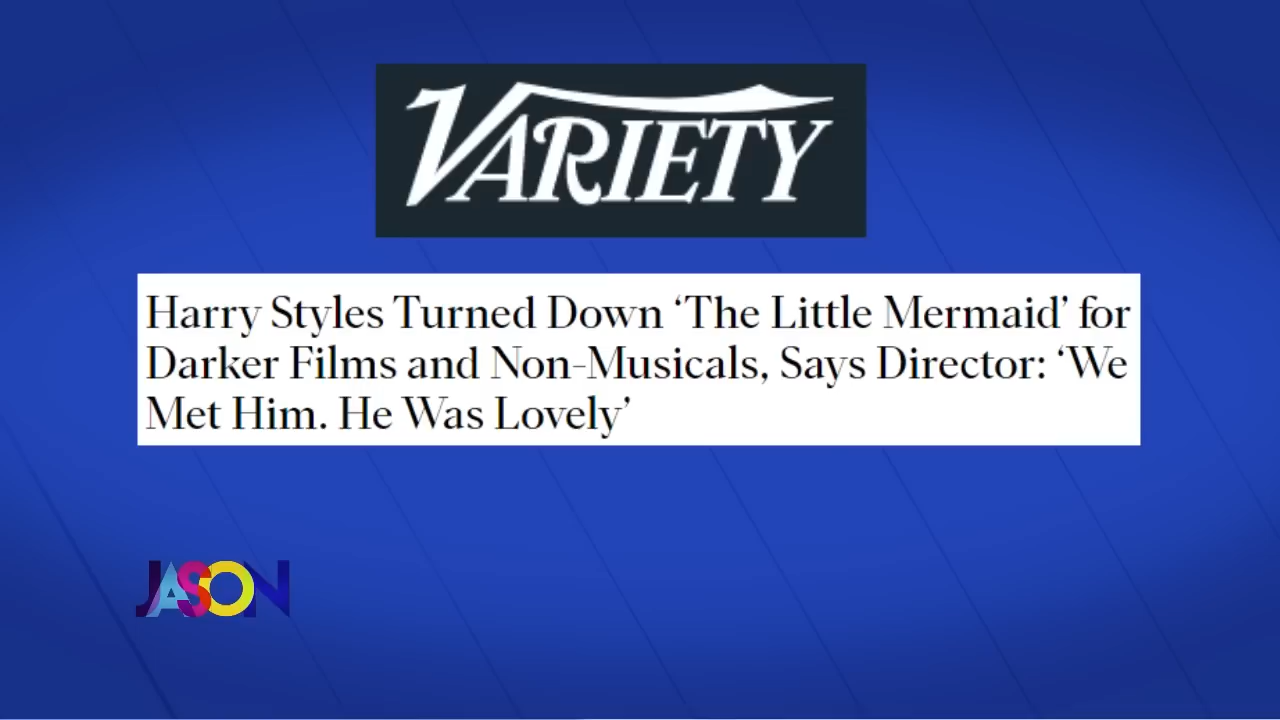 VARIETY
Harry Styles Turned Down ‘The Little Mermaid’ for
Darker Films and Non-Musicals, Says Director: ‘We
Met Him. He Was Lovely’
JASON